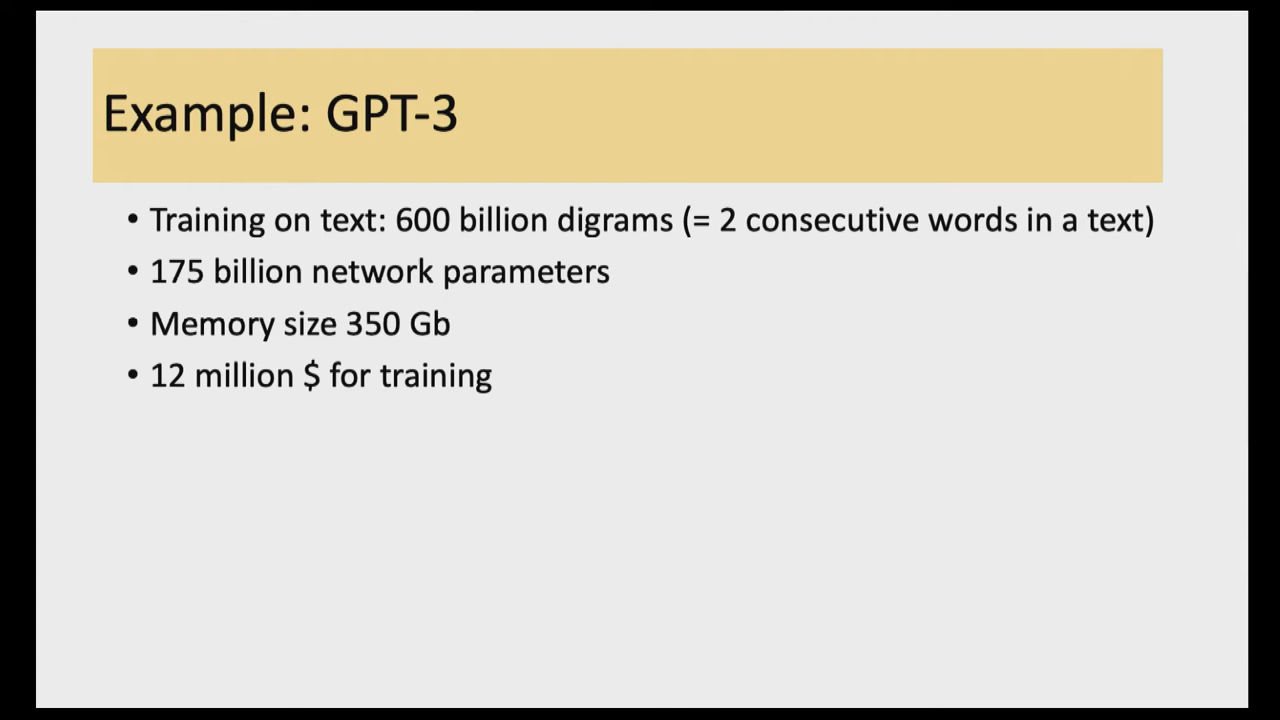 Example: GPT-3
• Training on text: 600 billion digrams (= 2 consecutive words in a text)
• 175 billion network parameters
• Memory size 350 Gb
• 12 million $ for training